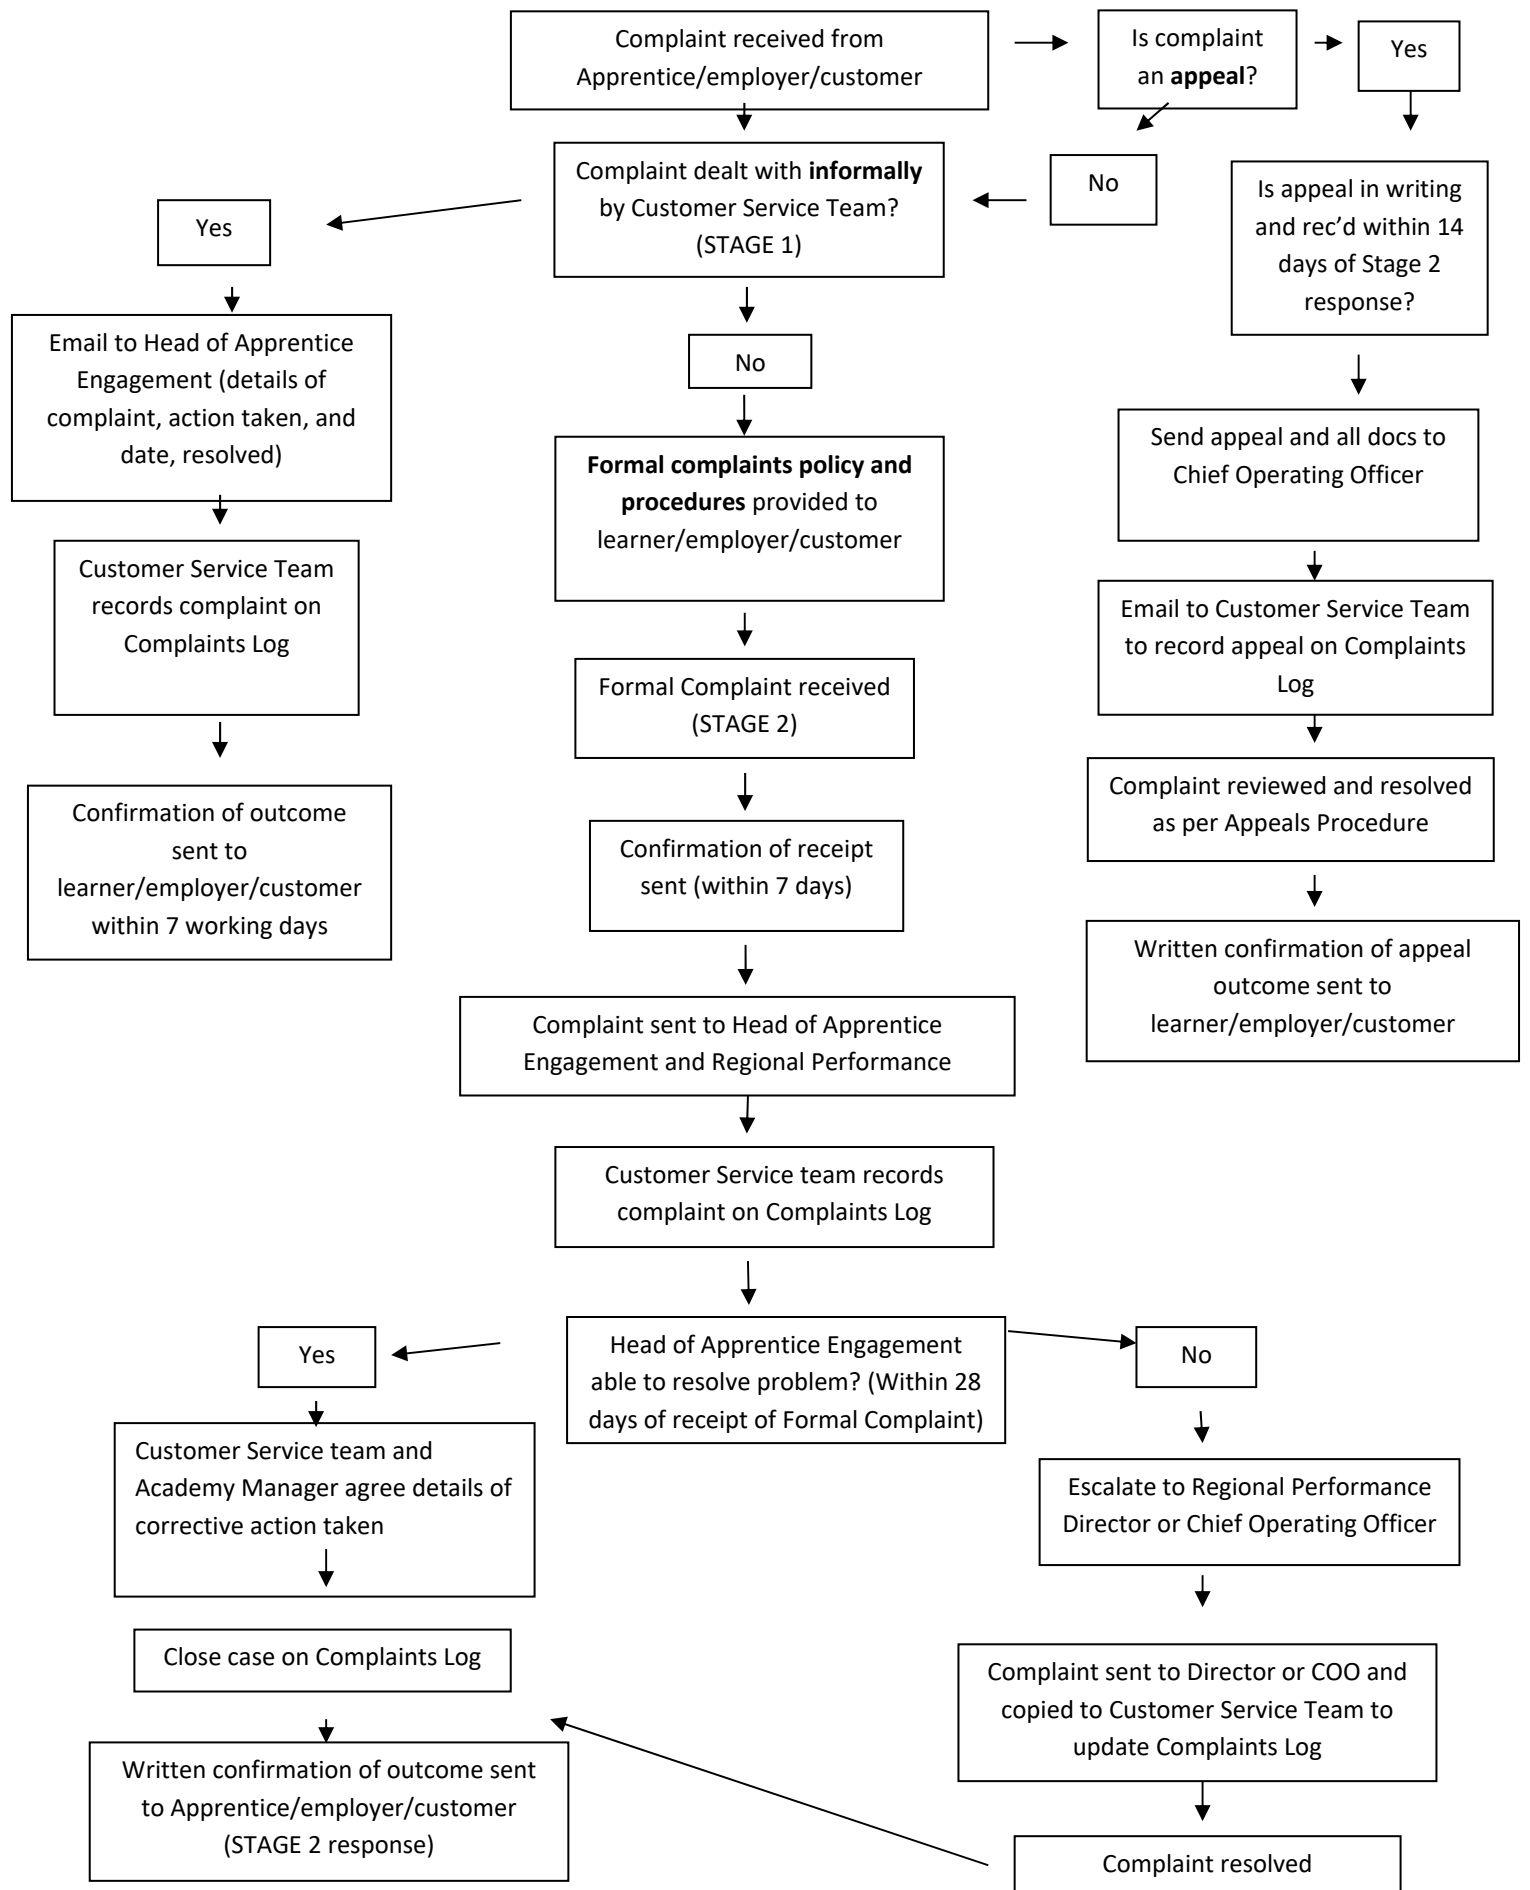 Complaint received from
Apprentice/employer/customer
Is complaint
an appeal?
Yes
Complaint dealt with informally
by Customer Service Team?
(STAGE 1)
No
Is appeal in writing
and rec’d within 14
days of Stage 2
response?
Yes
Email to Head of Apprentice
Engagement (details of
complaint, action taken, and
date, resolved)
No
Send appeal and all docs to
Chief Operating Officer
Formal complaints policy and
procedures provided to
learner/employer/customer
Customer Service Team
records complaint on
Complaints Log
Email to Customer Service Team
to record appeal on Complaints
Log
Formal Complaint received
(STAGE 2)
Complaint reviewed and resolved
as per Appeals Procedure
Confirmation of outcome
sent to
learner/employer/customer
within 7 working days
Confirmation of receipt
sent (within 7 days)
Written confirmation of appeal
outcome sent to
learner/employer/customer
Complaint sent to Head of Apprentice
Engagement and Regional Performance
Customer Service team records
complaint on Complaints Log
Head of Apprentice Engagement
able to resolve problem? (Within 28
days of receipt of Formal Complaint)
Yes
No
Customer Service team and
Academy Manager agree details of
corrective action taken
Escalate to Regional Performance
Director or Chief Operating Officer
Close case on Complaints Log
Complaint sent to Director or COO and
copied to Customer Service Team to
update Complaints Log
Written confirmation of outcome sent
to Apprentice/employer/customer
(STAGE 2 response)
Complaint resolved